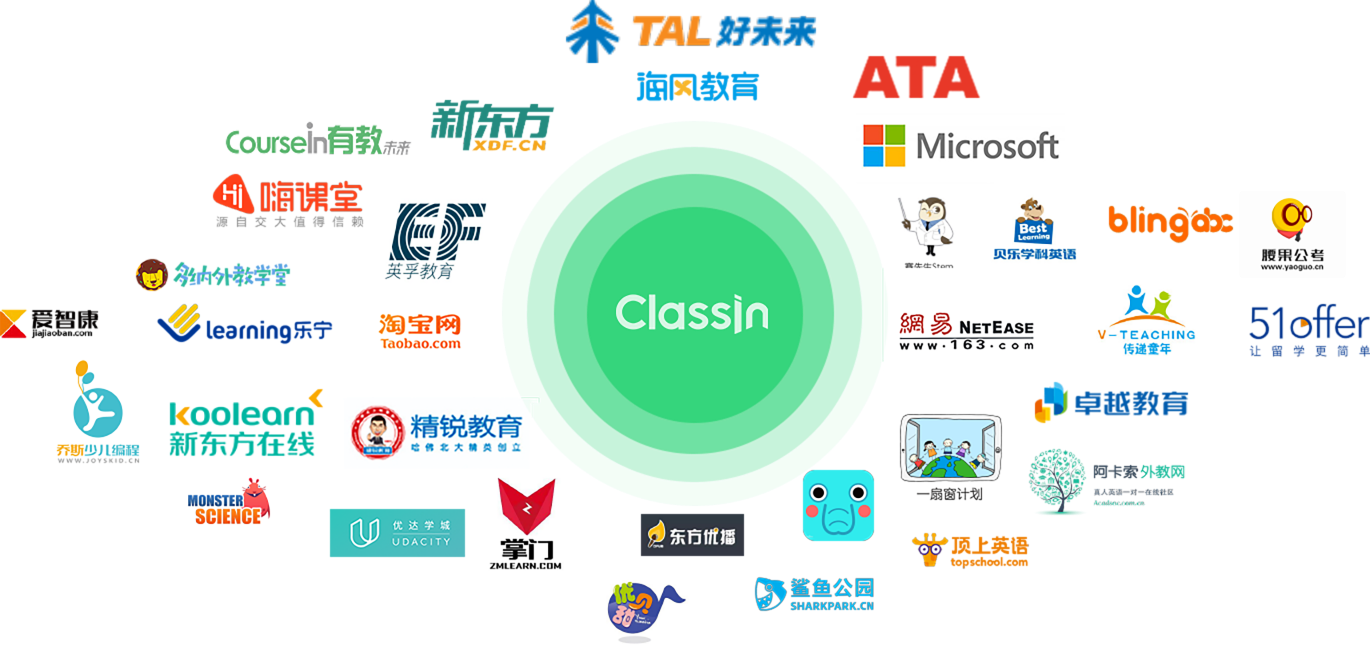 TAL 好未来
海风教育
ATA
新东方
XDF.CN
Coursein有教未来
Microsoft
Hi 嗨课堂
源自交大值得信赖
EF
英孚教育
Best
Learning
贝乐学科英语
blingabc
腰果公考
www.yaoguo.cn
多纳外教学堂
爱智康
jiajiaoban.com
learning乐宁
淘宝网
Taobao.com
ClassIn
網易 NETEASE
www.163.com
V-TEACHING
传递童年
51offer
让留学更简单
乔斯少儿编程
WWW.JOYSKID.CN
koolearn
新东方在线
精锐教育
哈佛北大精英创立
卓越教育
一扇窗计划
阿卡索外教网
真人英语一对一在线社区
Acadsoc.com.cn
MONSTER
SCIENCE
优达学城
UDACITY
掌门
ZMLEARN.COM
东方优播
顶上英语
topschool.com
优贝甜
鲨鱼公园
SHARKPARK.CN